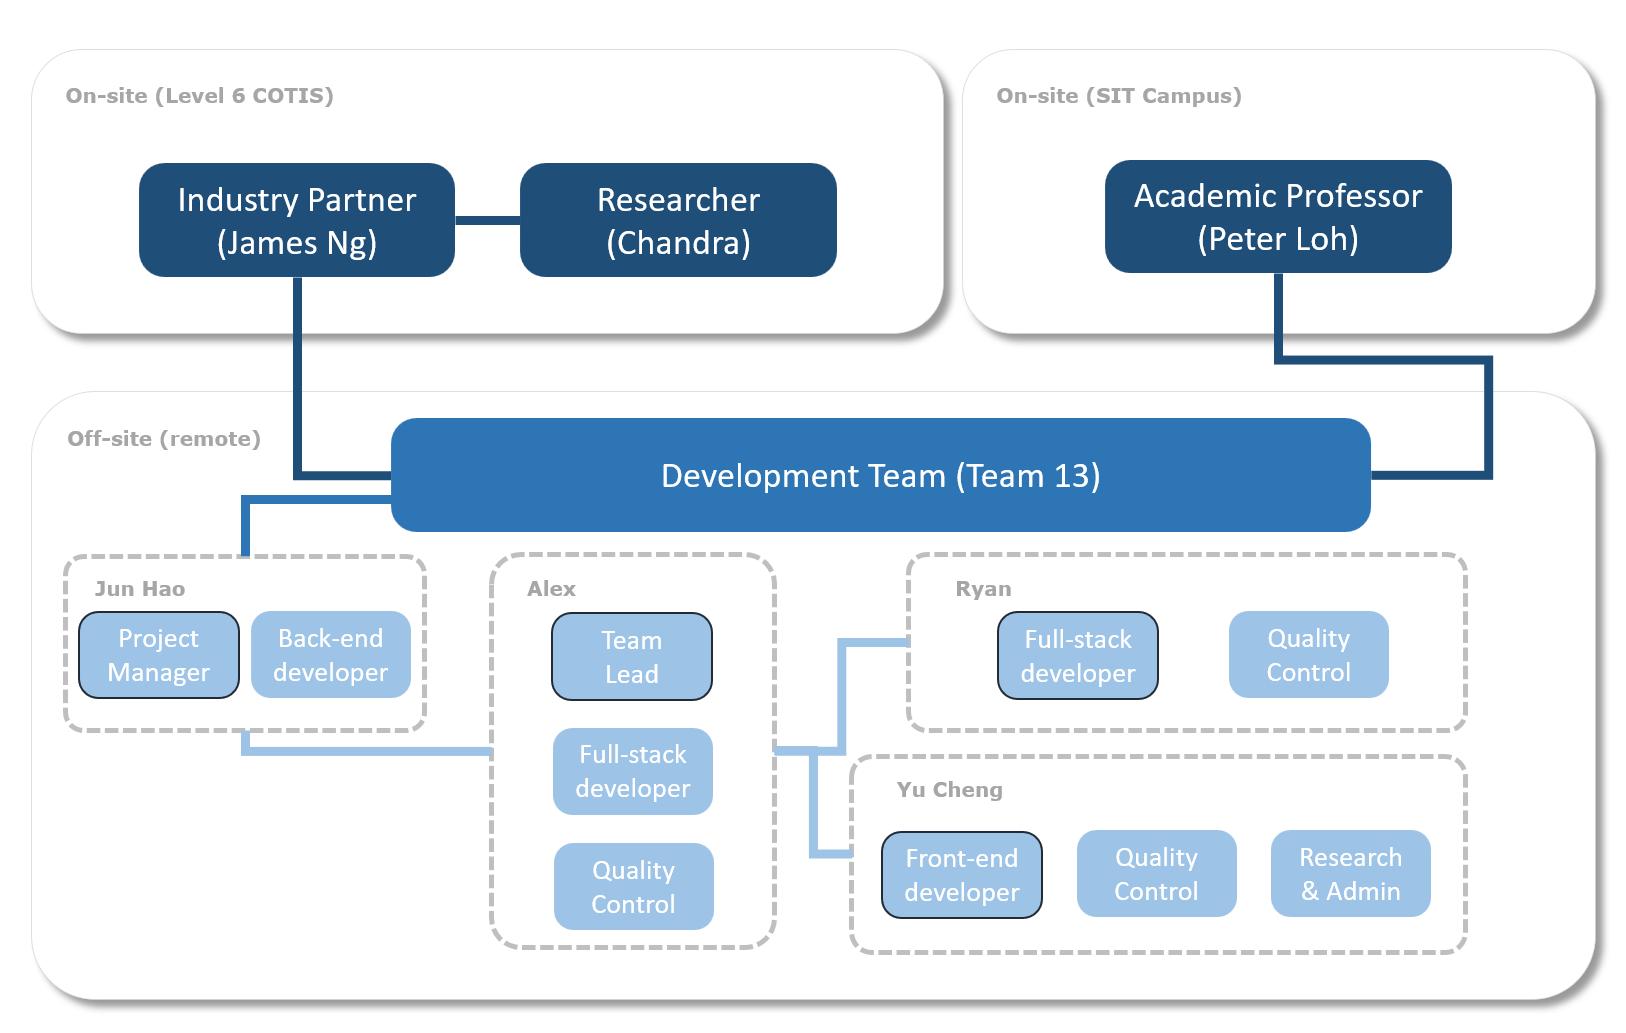 On-site (Level 6 COTIS)
Industry Partner
(James Ng)
Researcher
(Chandra)
On-site (SIT Campus)
Academic Professor
(Peter Loh)
Off-site (remote)
Development Team (Team 13)
Jun Hao
Project
Manager
Back-end
developer
Alex
Team
Lead
Full-stack
developer
Quality
Control
Ryan
Full-stack
developer
Quality
Control
Yu Cheng
Front-end
developer
Quality
Control
Research
& Admin